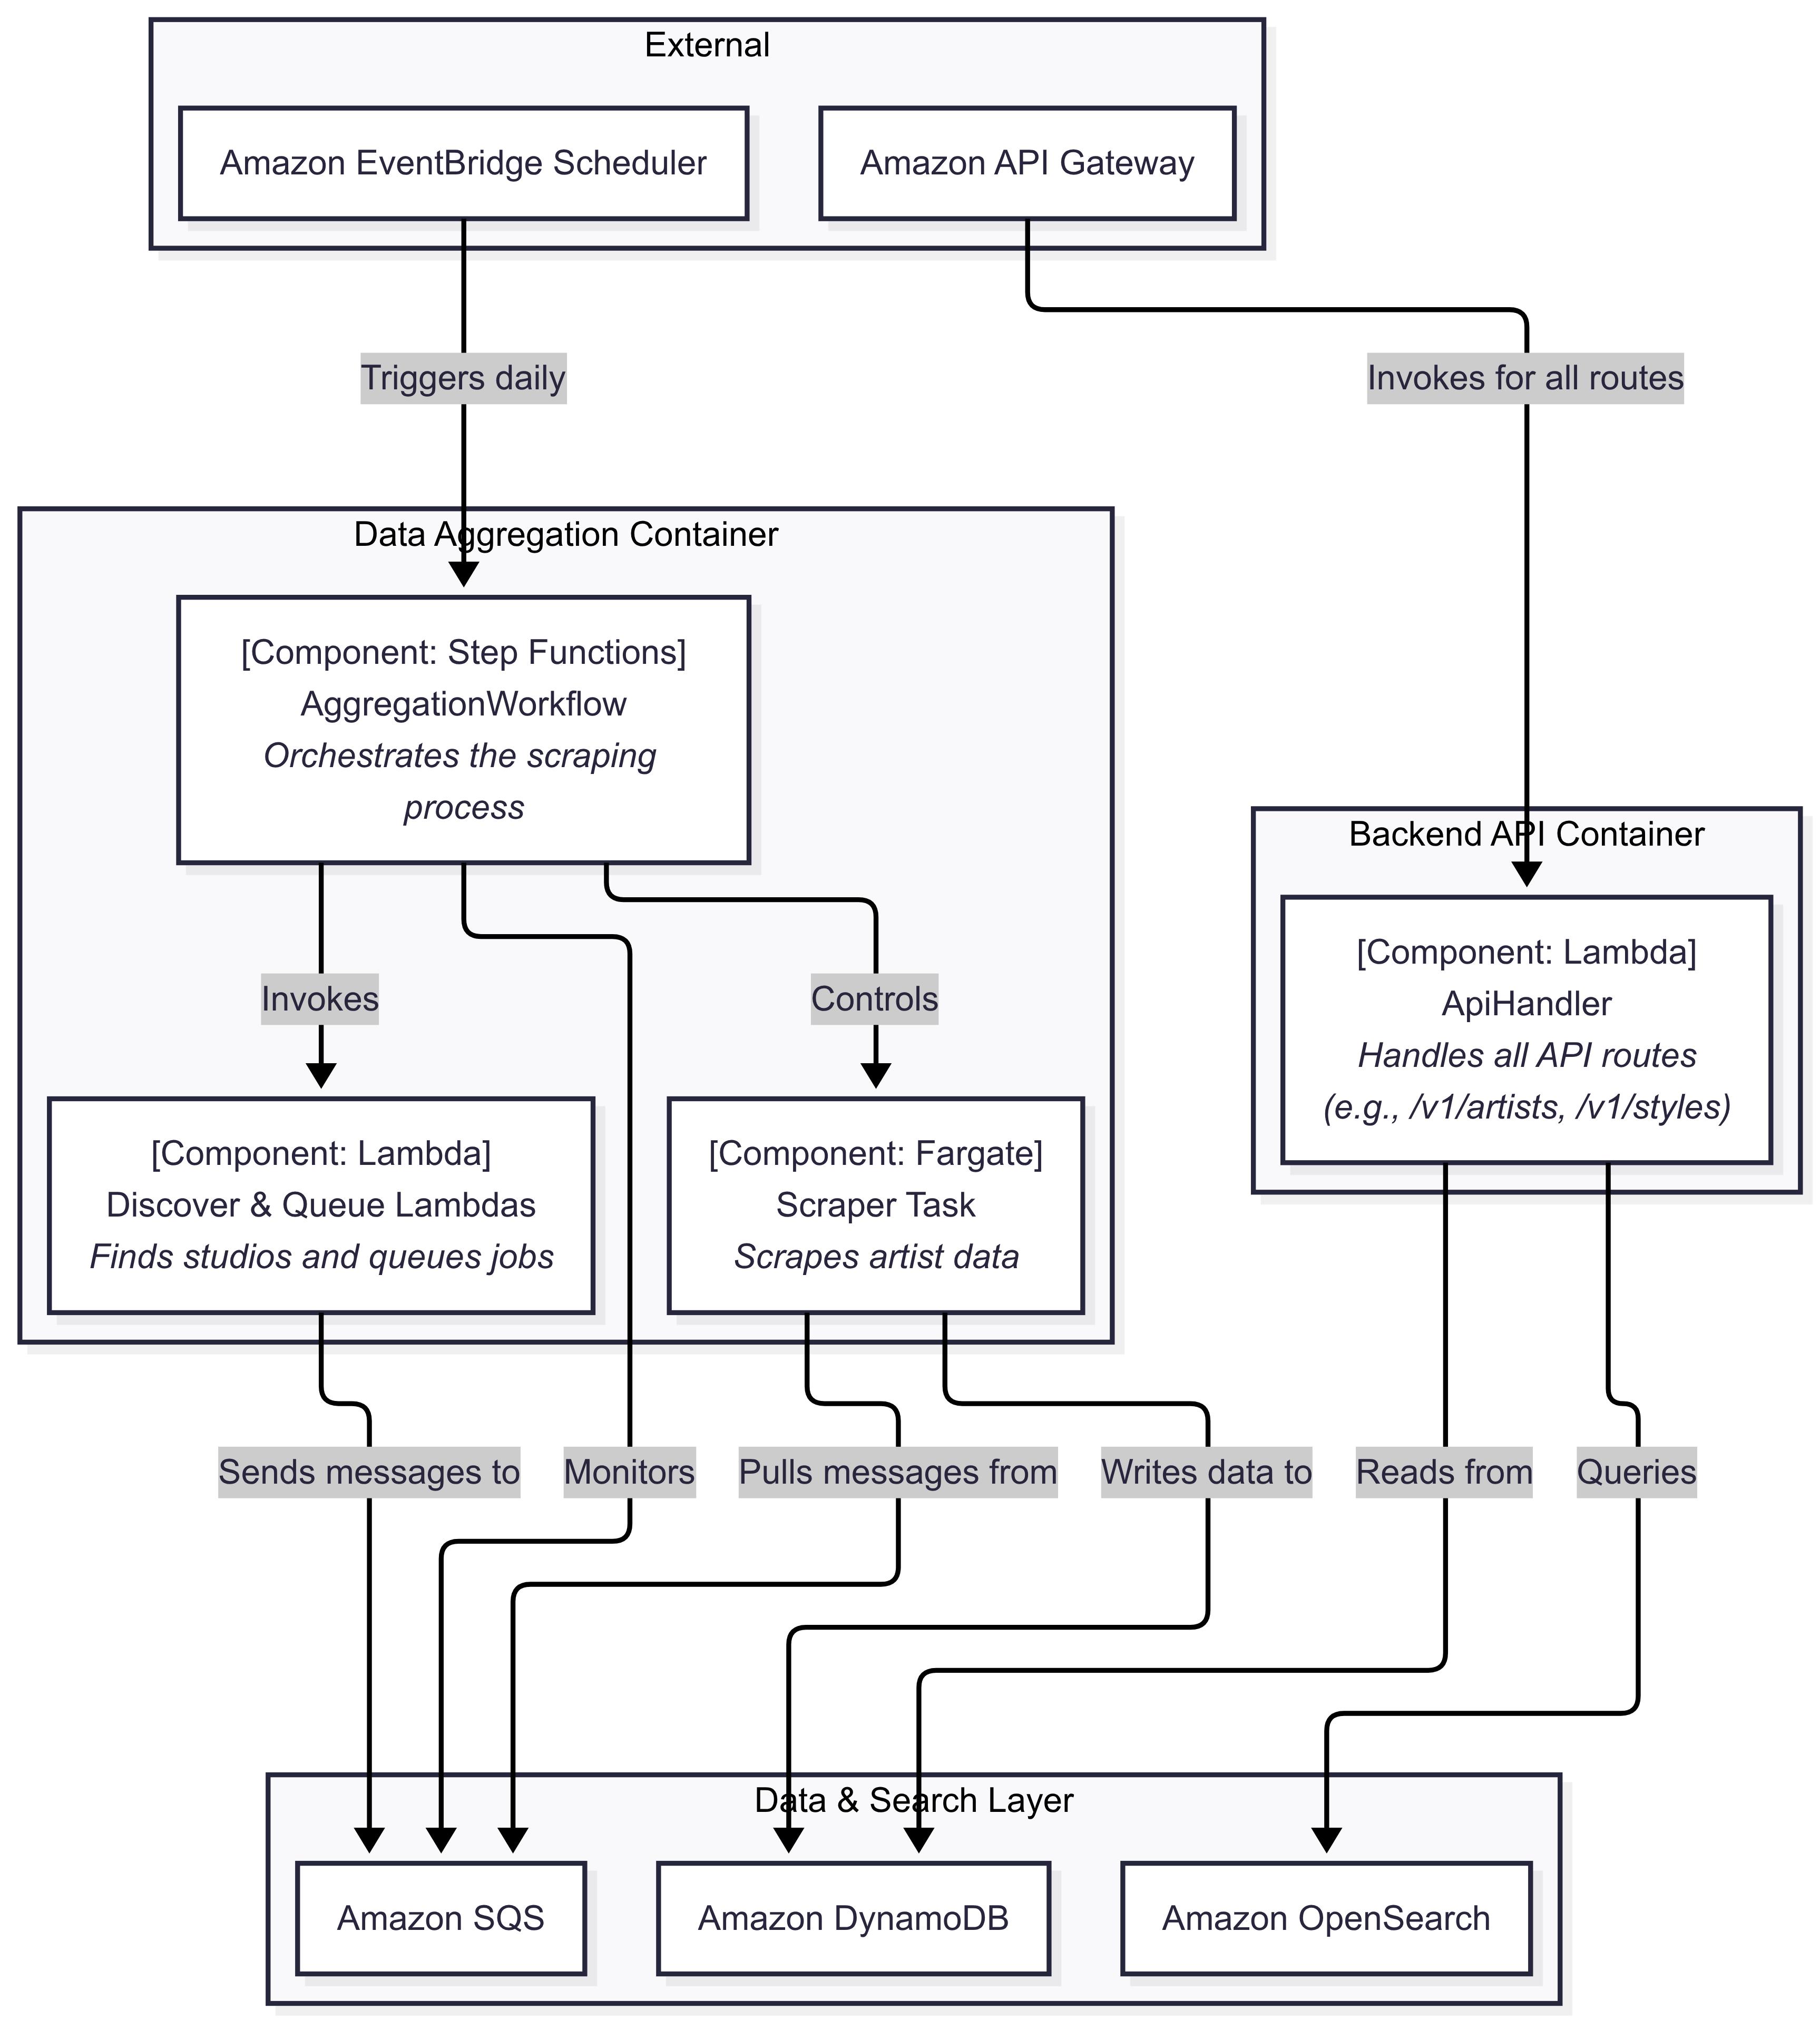 External
Amazon EventBridge Scheduler
Amazon API Gateway
Triggers daily
Invokes for all routes
Data Aggregation Container
[Component: Step Functions]
AggregationWorkflow
Orchestrates the scraping
process
Backend API Container
[Component: Lambda]
ApiHandler
Handles all API routes
(e.g., /v1/artists, /v1/styles)
Invokes
Controls
[Component: Lambda]
Discover & Queue Lambdas
Finds studios and queues jobs
[Component: Fargate]
Scraper Task
Scrapes artist data
Sends messages to
Monitors
Pulls messages from
Writes data to
Reads from
Queries
Data & Search Layer
Amazon SQS
Amazon DynamoDB
Amazon OpenSearch